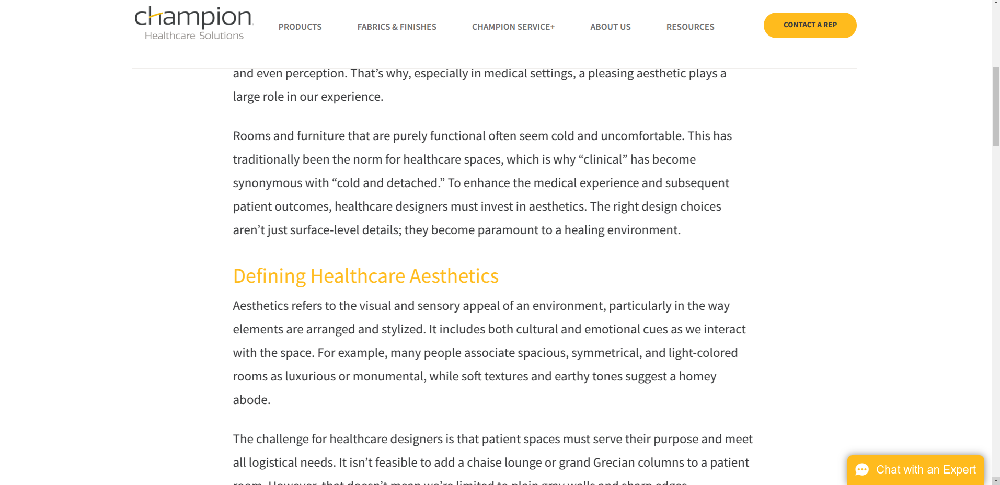 champion
Healthcare Solutions
PRODUCTS
FABRICS & FINISHES
CHAMPION SERVICE+
ABOUT US
RESOURCES
CONTACT A REP
and even perception. That’s why, especially in medical settings, a pleasing aesthetic plays a
large role in our experience.
Rooms and furniture that are purely functional often seem cold and uncomfortable. This has
traditionally been the norm for healthcare spaces, which is why “clinical” has become
synonymous with “cold and detached.” To enhance the medical experience and subsequent
patient outcomes, healthcare designers must invest in aesthetics. The right design choices
aren’t just surface-level details; they become paramount to a healing environment.
Defining Healthcare Aesthetics
Aesthetics refers to the visual and sensory appeal of an environment, particularly in the way
elements are arranged and stylized. It includes both cultural and emotional cues as we interact
with the space. For example, many people associate spacious, symmetrical, and light-colored
rooms as luxurious or monumental, while soft textures and earthy tones suggest a homey
abode.
The challenge for healthcare designers is that patient spaces must serve their purpose and meet
all logistical needs. It isn’t feasible to add a chaise lounge or grand Grecian columns to a patient
room. However, that doesn’t mean we’re limited to plain gray walls and sharp edges.
Chat with an Expert